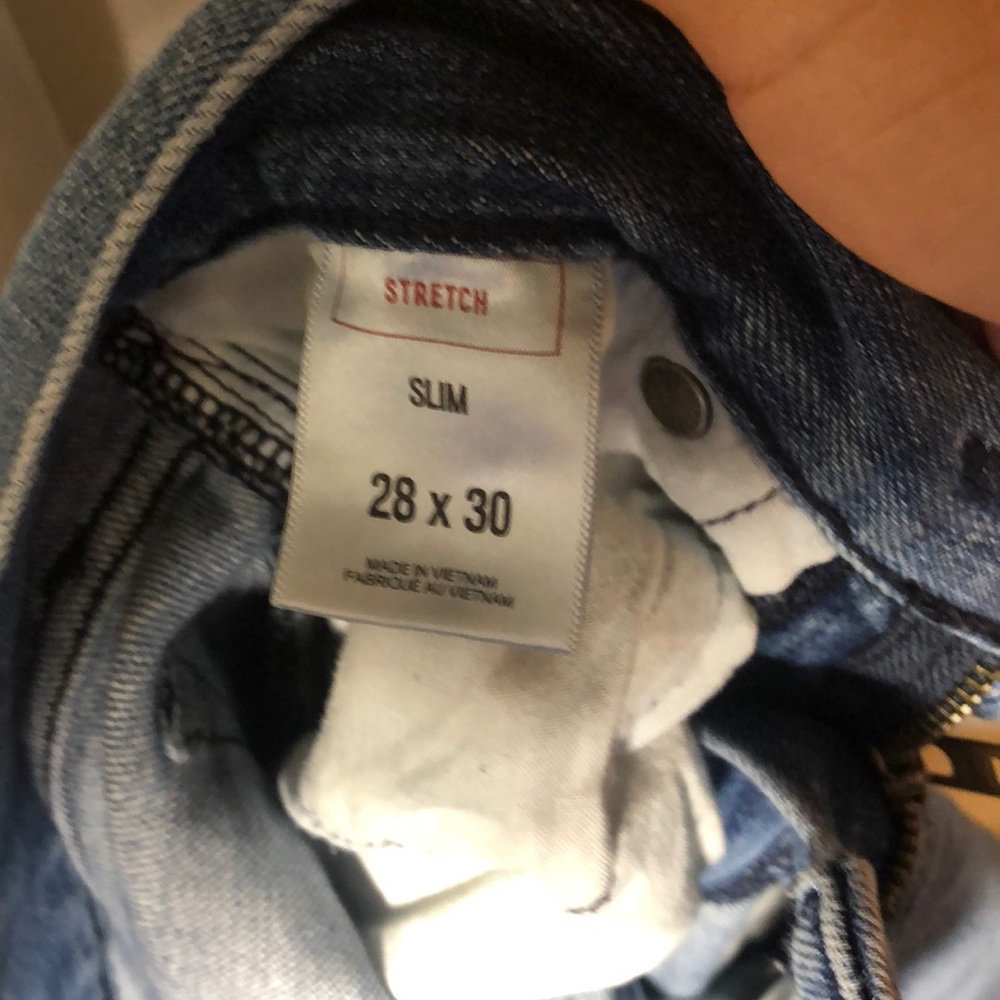 STRETCH
SLIM
28 x 30
MADE IN VIETNAM
FABRIQUÉ AU VIETNAM